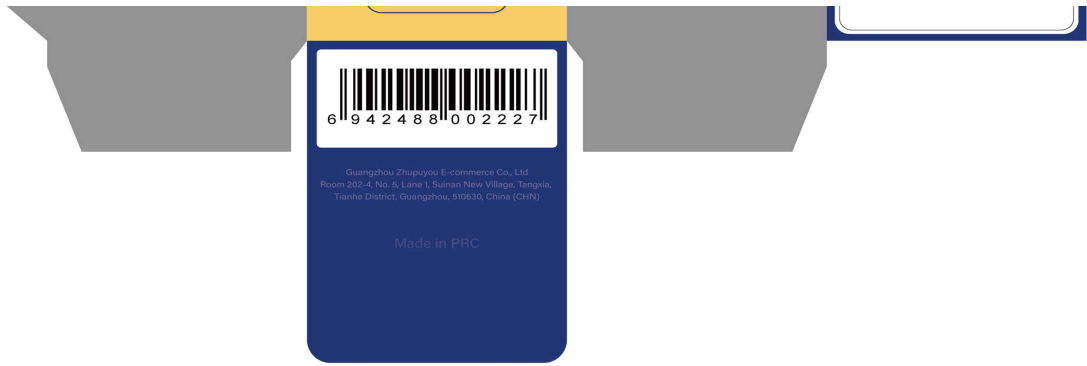 6 942488 002227
Guangzhou Zhupuyou E-commerce Co., Ltd
Room 202-4, No. 5, Lane 1, Suinan New Village, Tangxia,
Tianhe District, Guangzhou, 510630, China (CHN)
Made in PRC